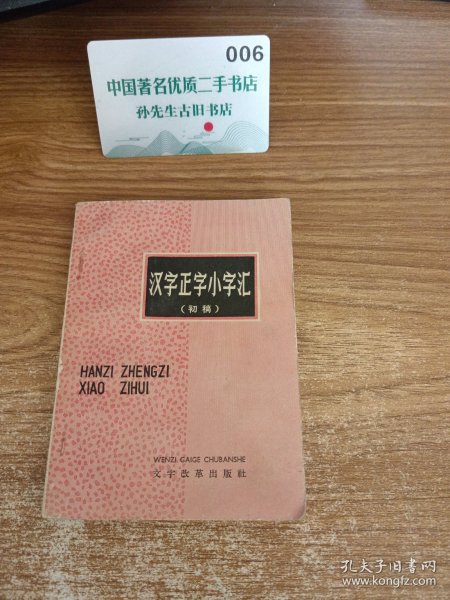 006
中国著名优质二手书店
孙先生古旧书店
汉字正字小字汇
（初稿）
HANZI ZHENGZI
XIAO ZIHUI
WENZI GAIGE CHUBANSHE
文字改革出版社
孔夫子旧书网
www.kongfz.com